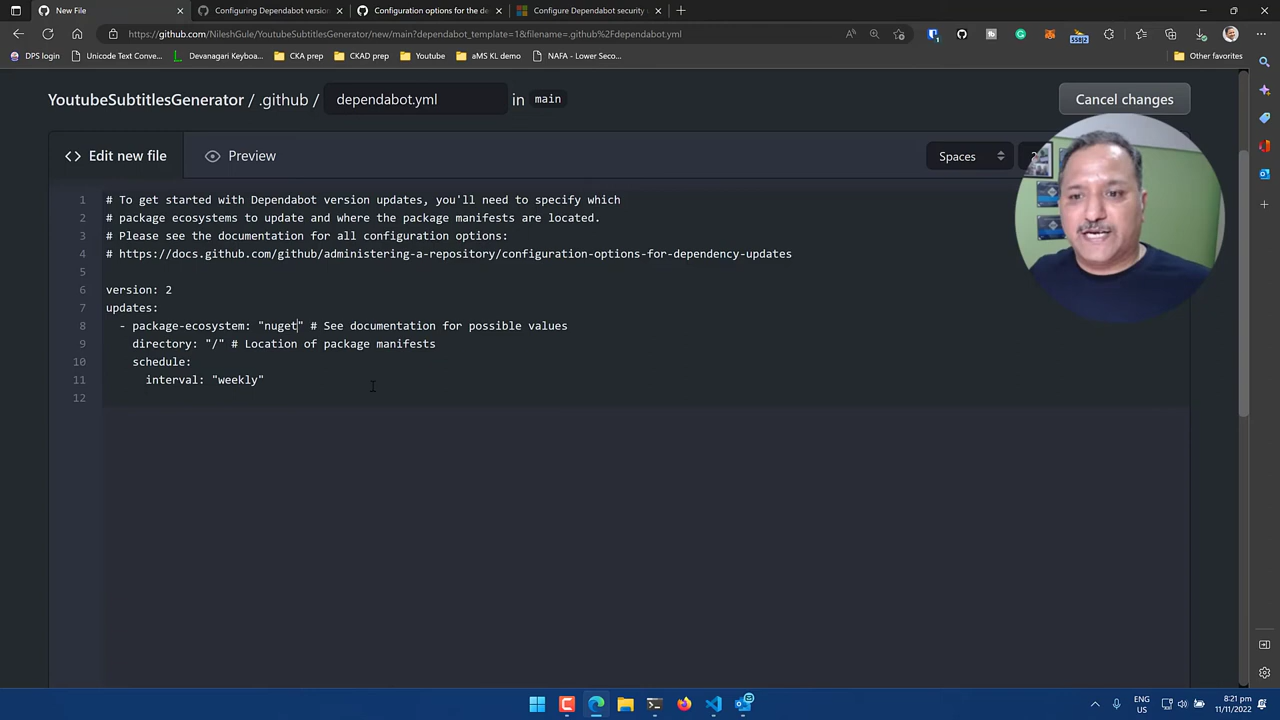 New File
Configuring Dependabot version
Configuration options for the de
Configure Dependabot security
https://github.com/NileshGule/YoutubeSubtitlesGenerator/new/main?dependabot_template=1&filename=.github%2Fdependabot.yml
558|2
DPS login
Unicode Text Conve...
Devanagari Keyboa...
CKA prep
CKAD prep
Youtube
aMS KL demo
NAFA - Lower Seco...
Other favorites
YoutubeSubtitlesGenerator / .github / dependabot.yml in main
Cancel changes
<> Edit new file
Preview
Spaces
1 # To get started with Dependabot version updates, you'll need to specify which
2 # package ecosystems to update and where the package manifests are located.
3 # Please see the documentation for all configuration options:
4 # https://docs.github.com/github/administering-a-repository/configuration-options-for-dependency-updates
5
6 version: 2
7 updates:
8 - package-ecosystem: "nuget" # See documentation for possible values
9 directory: "/" # Location of package manifests
10 schedule:
11 interval: "weekly"
12
ENG
US
8:21 pm
11/11/2022